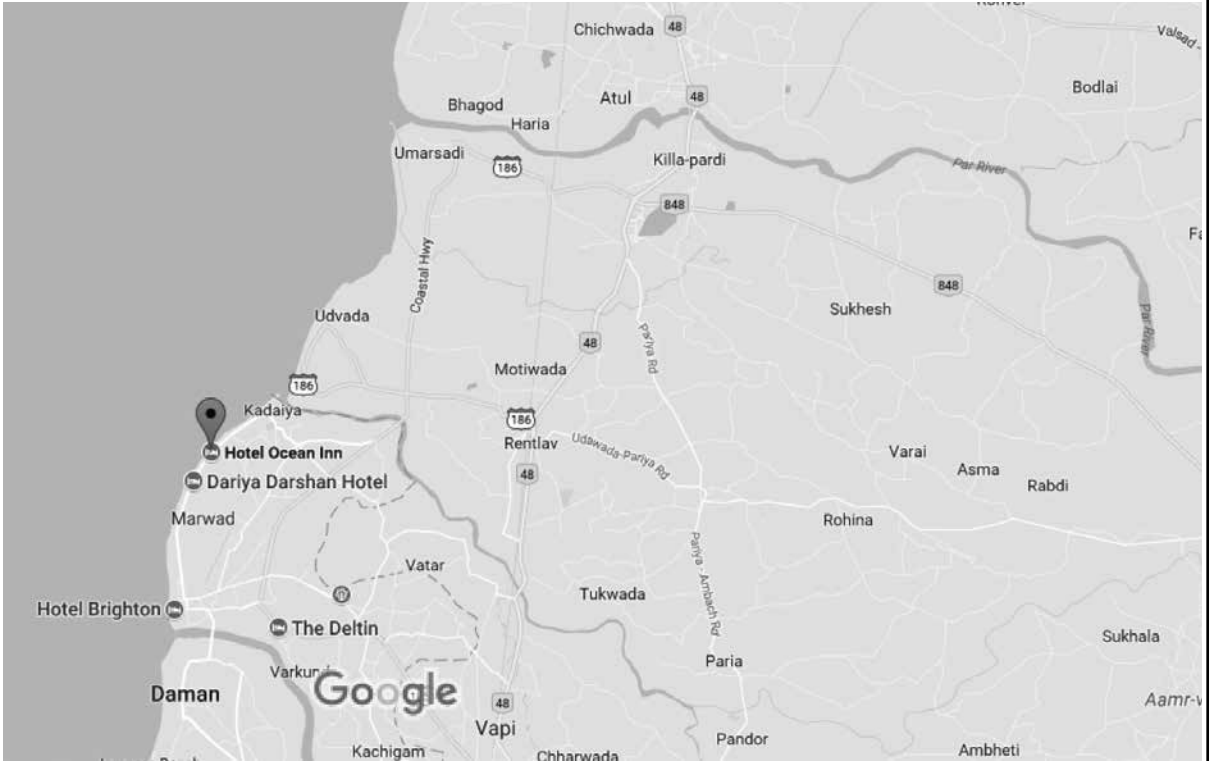 Chichwada
48
Valsad -
Bodlai
Atul
48
Bhagod
Haria
Umarsadi
186
Killa-pardi
Par River
848
Coastal Hwy
848
Sukhesh
Par River
Udvada
48
Pariya Rd
Motiwada
186
Kadaiya
186
Rentlav
Udawada-Pariya Rd
Hotel Ocean Inn
Varai
Asma
Rabdi
48
Dariya Darshan Hotel
Marwad
Rohina
Pariya - Ambach Rd
Vatar
Tukwada
Hotel Brighton
The Deltin
Sukhala
Paria
Daman
Google
48
Vapi
Pandor
Kachigam
Chharwada
Ambheti